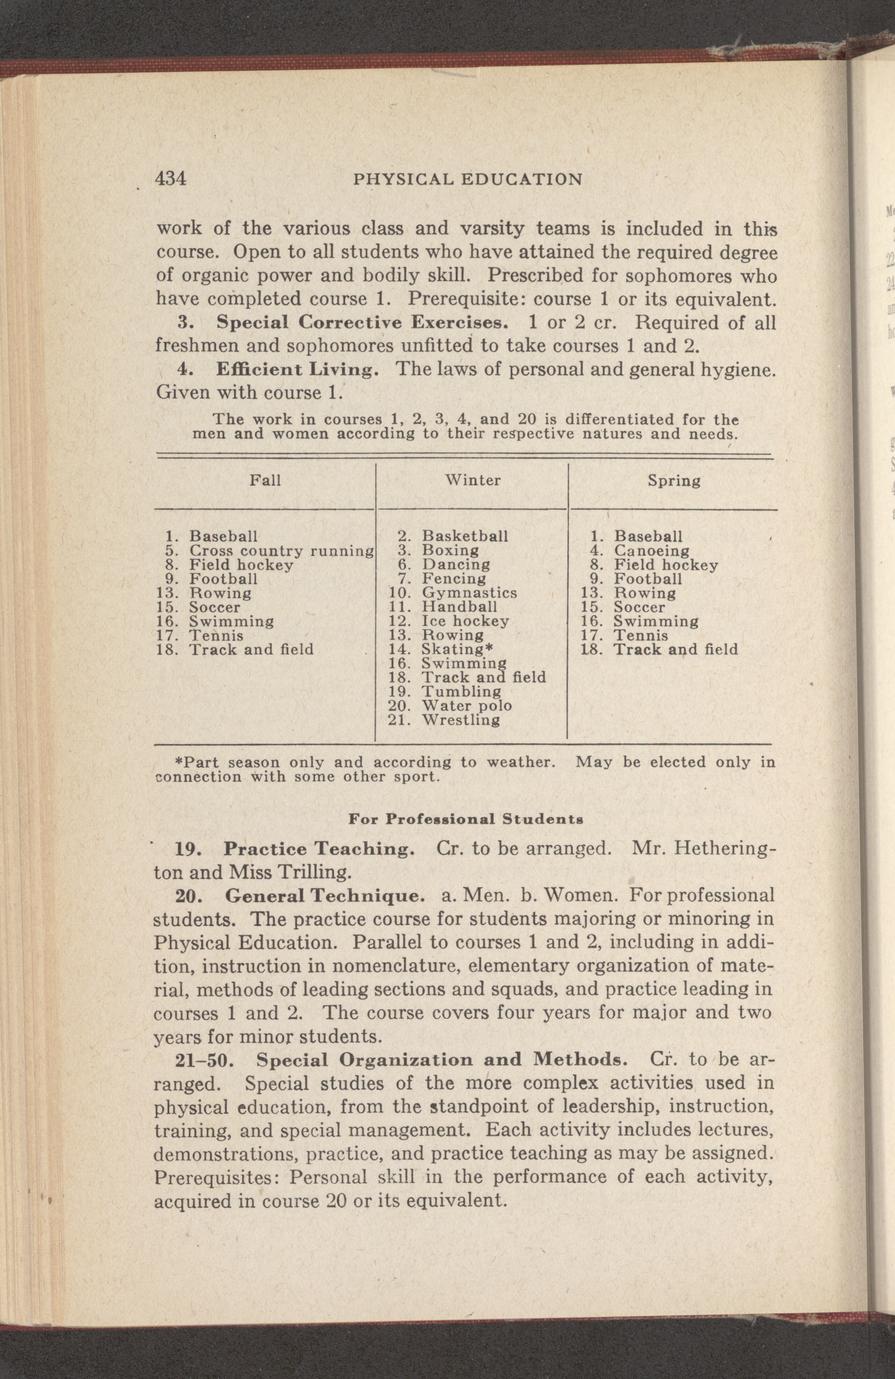 434 PHYSICAL EDUCATION
work of the various class and varsity teams is included in this
course. Open to all students who have attained the required degree
of organic power and bodily skill. Prescribed for sophomores who
have completed course 1. Prerequisite: course 1 or its equivalent.
3. Special Corrective Exercises. 1 or 2 cr. Required of all
freshmen and sophomores unfitted to take courses 1 and 2.
4. Efficient Living. The laws of personal and general hygiene.
Given with course 1.
The work in courses 1, 2, 3, 4, and 20 is differentiated for the
men and women according to their respective natures and needs.
Fall
1. Baseball
5. Cross country running
8. Field hockey
9. Football
13. Rowing
15. Soccer
16. Swimming
17. Tennis
18. Track and field
Winter
2. Basketball
3. Boxing
6. Dancing
7. Fencing
10. Gymnastics
11. Handball
12. Ice hockey
13. Rowing
14. Skating*
16. Swimming
18. Track and field
19. Tumbling
20. Water polo
21. Wrestling
Spring
1. Baseball
4. Canoeing
8. Field hockey
9. Football
13. Rowing
15. Soccer
16. Swimming
17. Tennis
18. Track and field
*Part season only and according to weather. May be elected only in
connection with some other sport.
For Professional Students
19. Practice Teaching. Cr. to be arranged. Mr. Hethering-
ton and Miss Trilling.
20. General Technique. a. Men. b. Women. For professional
students. The practice course for students majoring or minoring in
Physical Education. Parallel to courses 1 and 2, including in addi-
tion, instruction in nomenclature, elementary organization of mate-
rial, methods of leading sections and squads, and practice leading in
courses 1 and 2. The course covers four years for major and two
years for minor students.
21–50. Special Organization and Methods. Cr. to be ar-
ranged. Special studies of the more complex activities used in
physical education, from the standpoint of leadership, instruction,
training, and special management. Each activity includes lectures,
demonstrations, practice, and practice teaching as may be assigned.
Prerequisites: Personal skill in the performance of each activity,
acquired in course 20 or its equivalent.